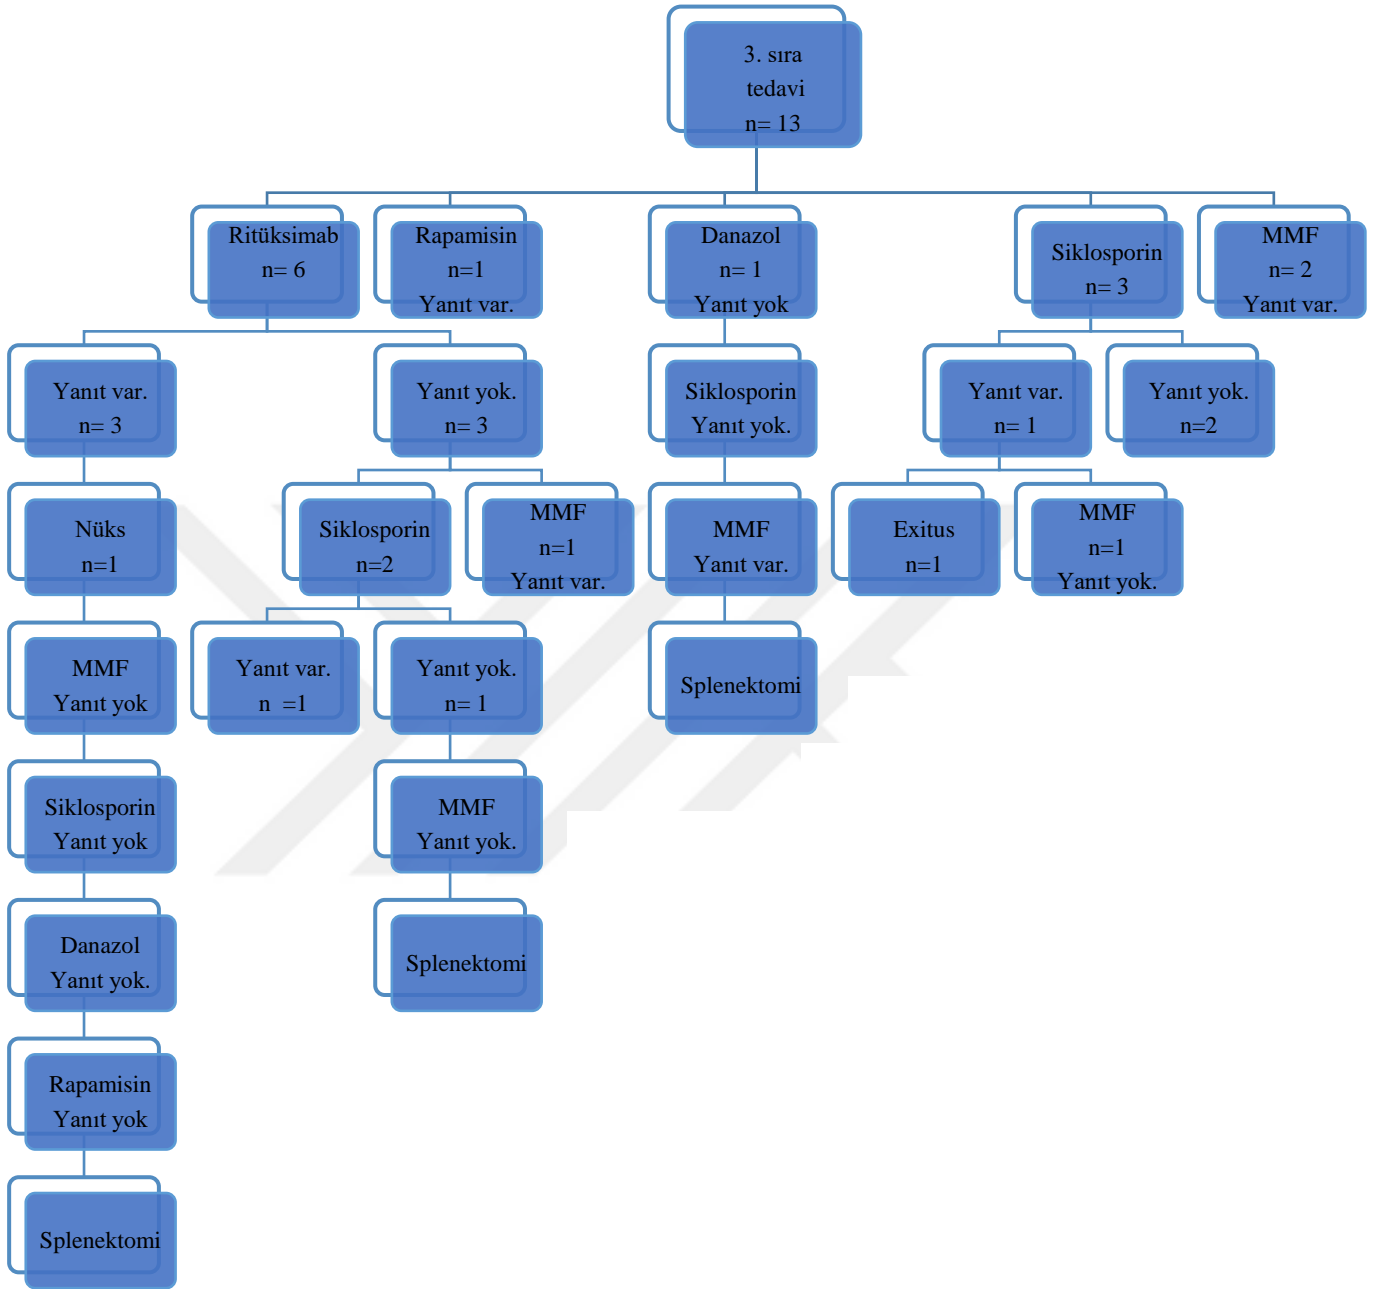 3. sıra
tedavi
n= 13
Ritüksimab
n= 6
Rapamisin
n=1
Yanıt var.
Danazol
n= 1
Yanıt yok
Siklosporin
n= 3
MMF
n= 2
Yanıt var.
Yanıt var.
n= 3
Yanıt yok.
n= 3
Siklosporin
Yanıt yok.
Yanıt var.
n= 1
Yanıt yok.
n=2
Nüks
n=1
Siklosporin
n=2
MMF
n=1
Yanıt var.
MMF
Yanıt var.
Exitus
n=1
MMF
n=1
Yanıt yok.
MMF
Yanıt yok
Yanıt var.
n =1
Yanıt yok.
n= 1
Splenektomi
Siklosporin
Yanıt yok
MMF
Yanıt yok.
Danazol
Yanıt yok.
Splenektomi
Rapamisin
Yanıt yok
Splenektomi